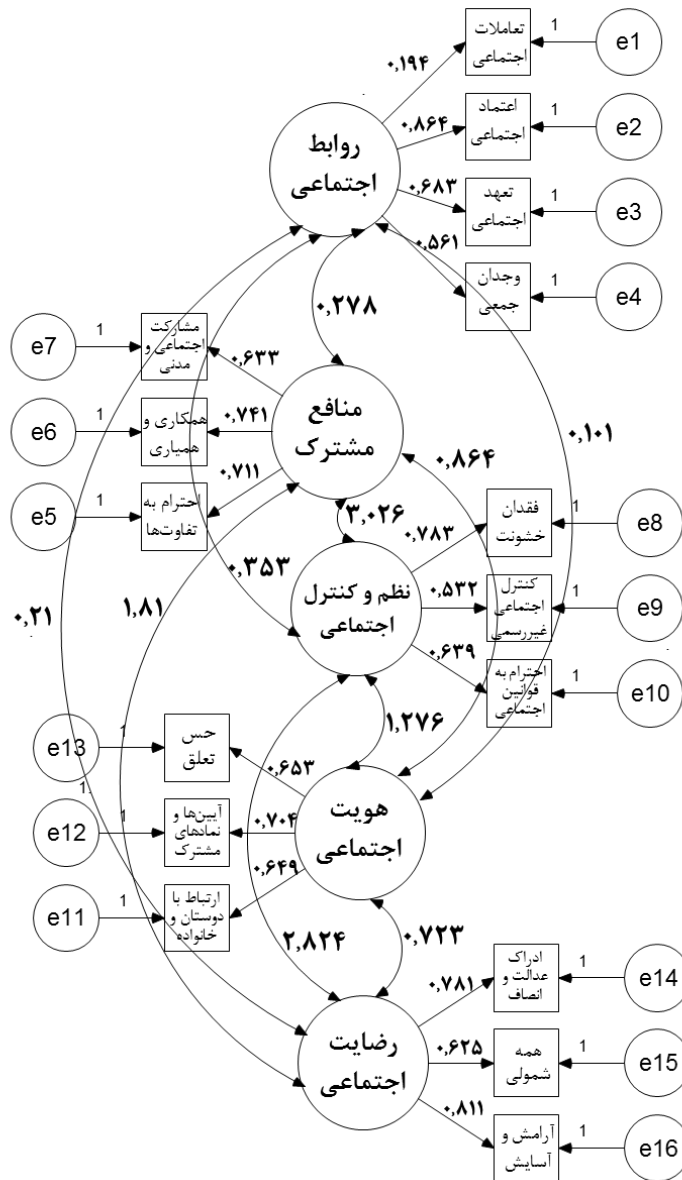 تعاملات
اجتماعی
1
e1
۰,۱۹۴
روابط
اجتماعی
اعتماد
اجتماعی
1
e2
۰,۸۶۴
تعهد
اجتماعی
1
e3
۰,۶۸۳
وجدان
جمعی
1
e4
۰,۵۶۱
۰,۲۷۸
e7
1
مشارکت
اجتماعی و
مدنی
۰,۶۳۳
منافع
مشترک
e6
1
همکاری و
همیاری
۰,۷۴۱
۰,۱۰۱
۰,۸۶۴
e5
1
احترام به
تفاوت‌ها
۰,۷۱۱
۳,۰۲۶
فقدان
خشونت
1
e8
۰,۷۸۳
۰,۳۵۳
نظم و کنترل
اجتماعی
۰,۵۳۲
کنترل
اجتماعی
غیررسمی
1
e9
۰,۲۱
۱,۸۱
۰,۶۳۹
احترام به
قوانین
اجتماعی
1
e10
۱,۲۷۶
e13
1
حس
تعلق
۰,۶۵۳
هویت
اجتماعی
e12
1
آیین‌ها و
نمادهای
مشترک
۰,۷۰۴
e11
1
ارتباط با
دوستان و
خانواده
۰,۶۴۹
۲,۸۲۴
۰,۷۲۳
ادراک
عدالت و
انصاف
1
e14
۰,۷۸۱
رضایت
اجتماعی
۰,۶۲۵
همه
شمولی
1
e15
۰,۸۱۱
آرامش و
آسایش
1
e16